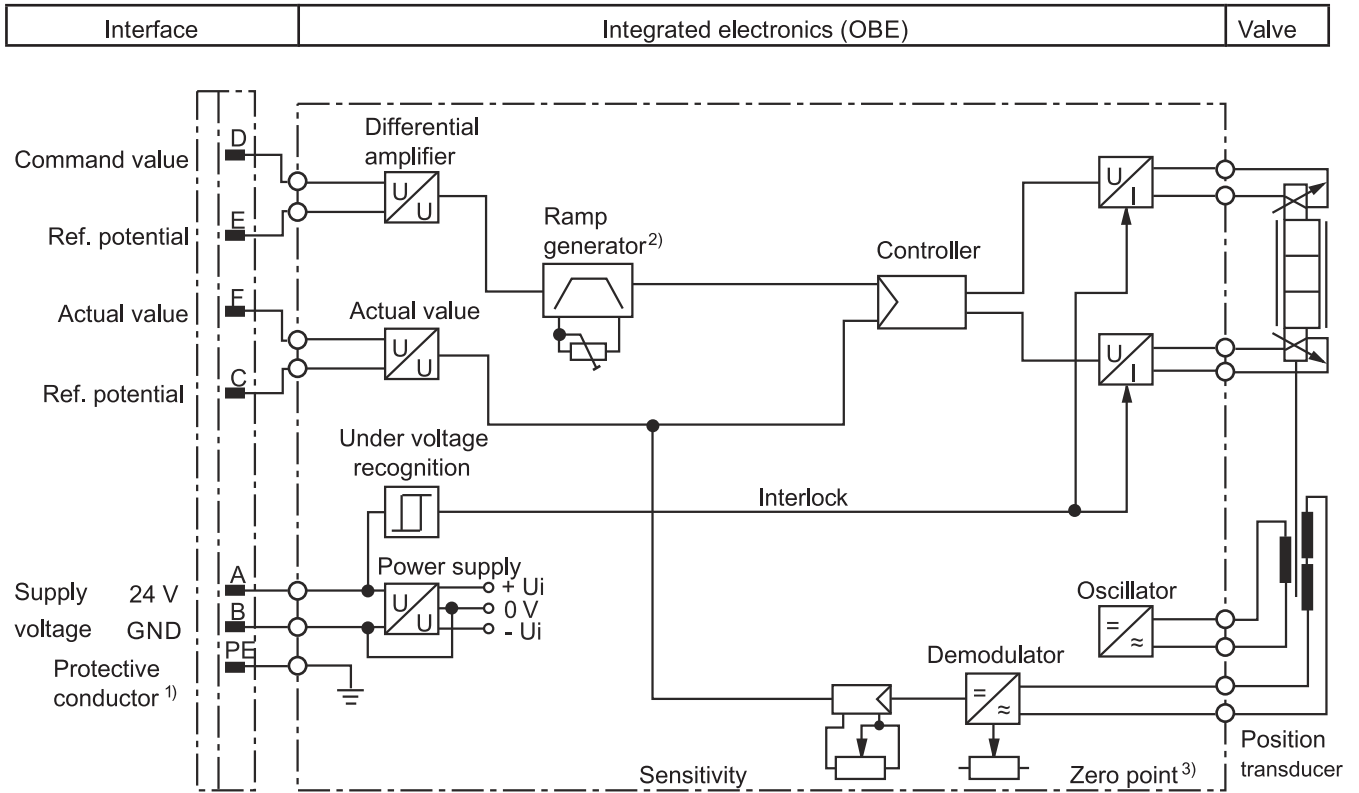 Interface
Integrated electronics (OBE)
Valve
D
Command value
Differential
amplifier
U
U
U
I
E
Ref. potential
Ramp
generator2)
Controller
F
Actual value
Actual value
U
U
U
I
C
Ref. potential
Under voltage
recognition
Interlock
A
Supply 24 V
Power supply
U
U
+ Ui
0 V
- Ui
B
voltage GND
Oscillator
=
≈
PE
Protective
conductor 1)
Demodulator
=
≈
Sensitivity
Zero point3)
Position
transducer